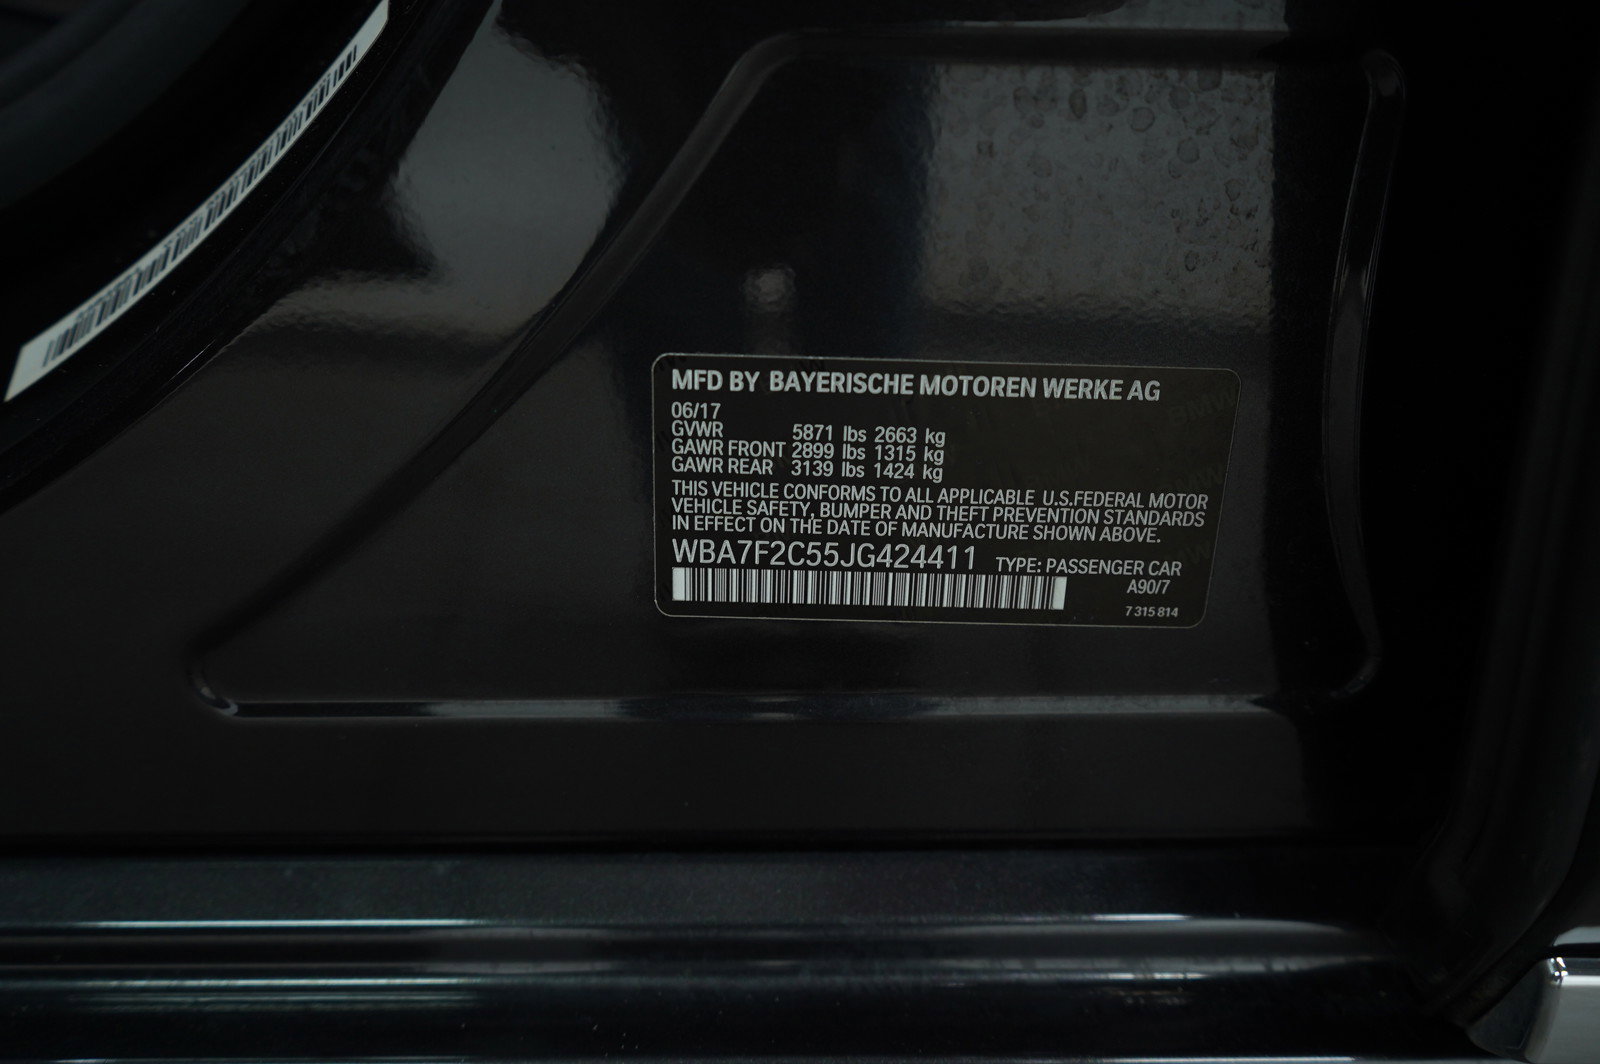 MFD BY BAYERISCHE MOTOREN WERKE AG
06/17
GVWR 5871 lbs 2663 kg
GAWR FRONT 2899 lbs 1315 kg
GAWR REAR 3139 lbs 1424 kg
THIS VEHICLE CONFORMS TO ALL APPLICABLE U.S.FEDERAL MOTOR
VEHICLE SAFETY, BUMPER AND THEFT PREVENTION STANDARDS
IN EFFECT ON THE DATE OF MANUFACTURE SHOWN ABOVE.
WBA7F2C55JG424411 TYPE: PASSENGER CAR
A90/7
7 315 814